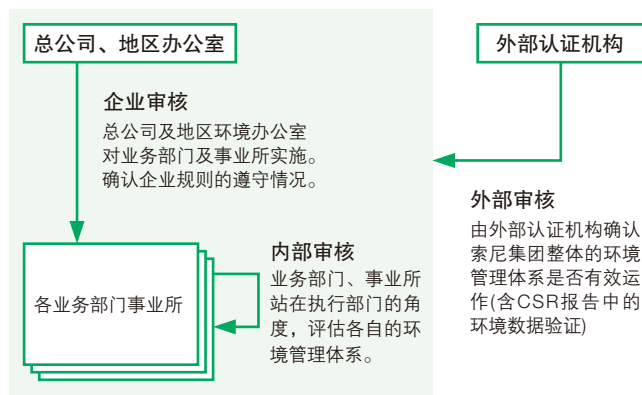 总公司、地区办公室
外部认证机构
企业审核
总公司及地区环境办公室
对业务部门及事业所实施。
确认企业规则的遵守情况。
外部审核
由外部认证机构确认
索尼集团整体的环境
管理体系是否有效运
作(含CSR报告中的
环境数据验证)
内部审核
业务部门、事业所
站在执行部门的角
度，评估各自的环
境管理体系。
各业务部门事业所